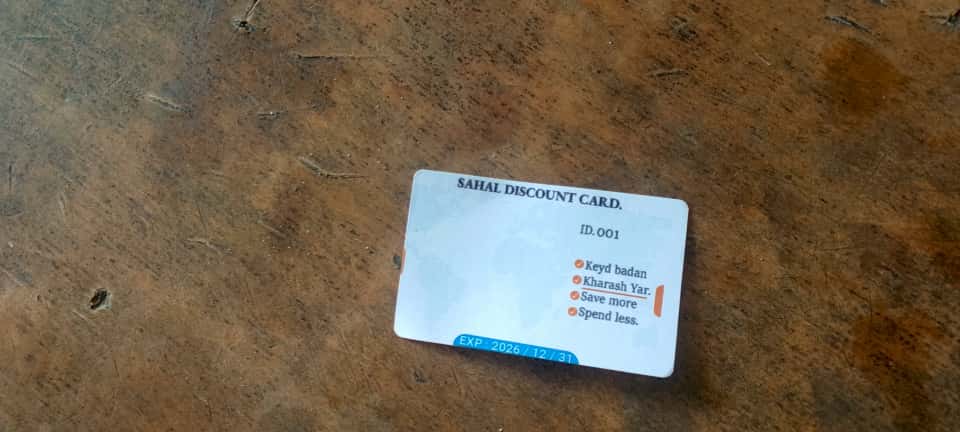 SAHAL DISCOUNT CARD.
ID. 001
Keyd badan
Kharash Yar.
Save more
Spend less.
EXP : 2026 / 12 / 31